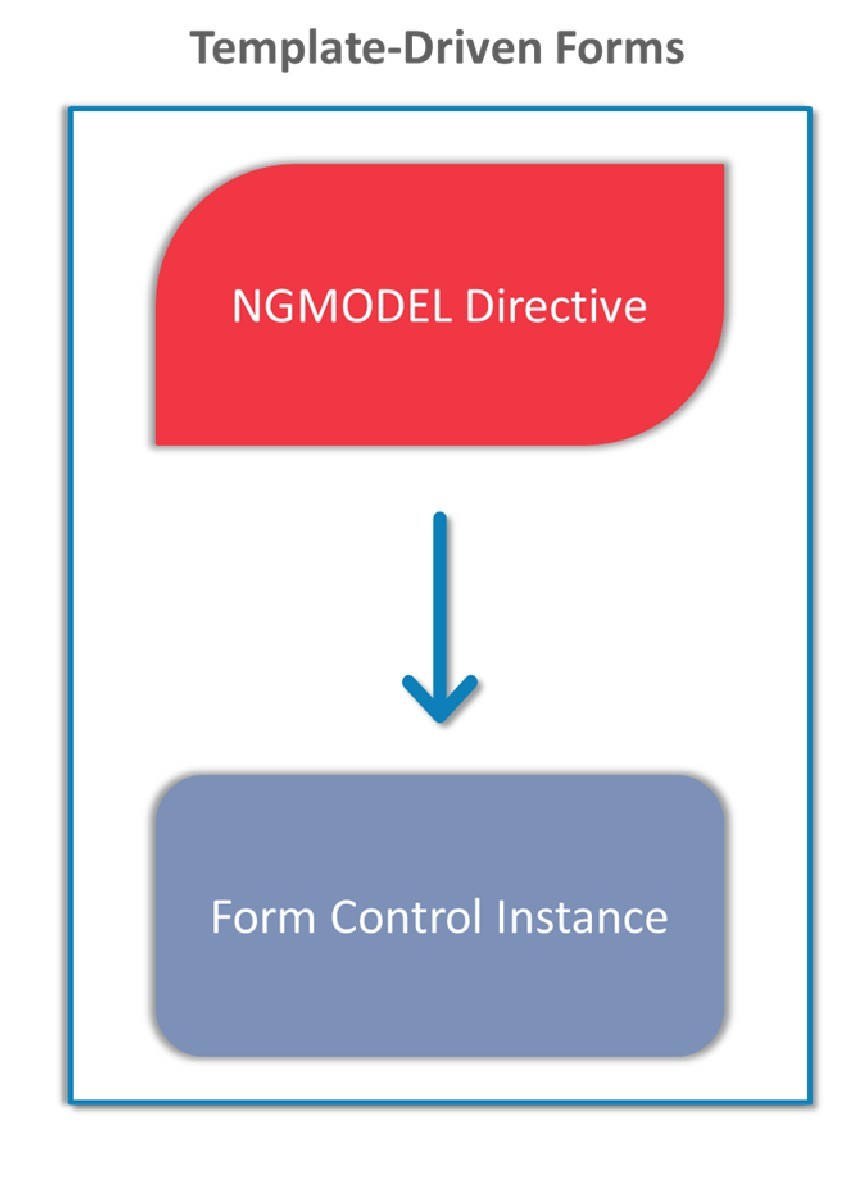 Template-Driven Forms
NGMODEL Directive
Form Control Instance